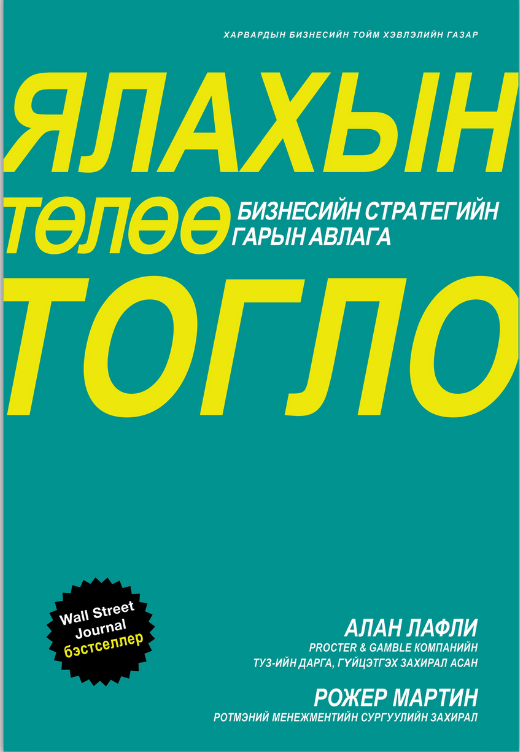 ХАРВАРДЫН БИЗНЕСИЙН ТОЙМ ХЭВЛЭЛИЙН ГАЗАР
ЯЛАХЫН
ТӨЛӨӨ
БИЗНЕСИЙН СТРАТЕГИЙН
ГАРЫН АВЛАГА
ТОГЛО
Wall Street
Journal
бэстселлер
АЛАН ЛАФЛИ
PROCTER & GAMBLE КОМПАНИЙН
ТУЗ-ИЙН ДАРГА, ГҮЙЦЭТГЭХ ЗАХИРАЛ АСАН
РОЖЕР МАРТИН
РОТМЭНИЙ МЕНЕЖМЕНТИЙН СУРГУУЛИЙН ЗАХИРАЛ